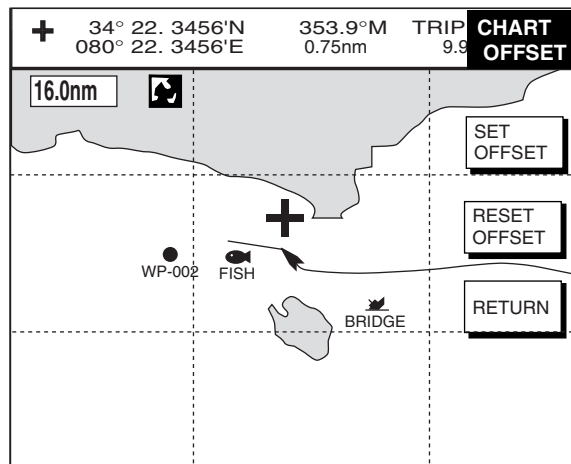 34° 22. 3456'N 353.9°M TRIP CHART
080° 22. 3456'E 0.75nm 9.9 OFFSET
16.0nm
SET
OFFSET
RESET
OFFSET
WP-002 FISH
RETURN
BRIDGE